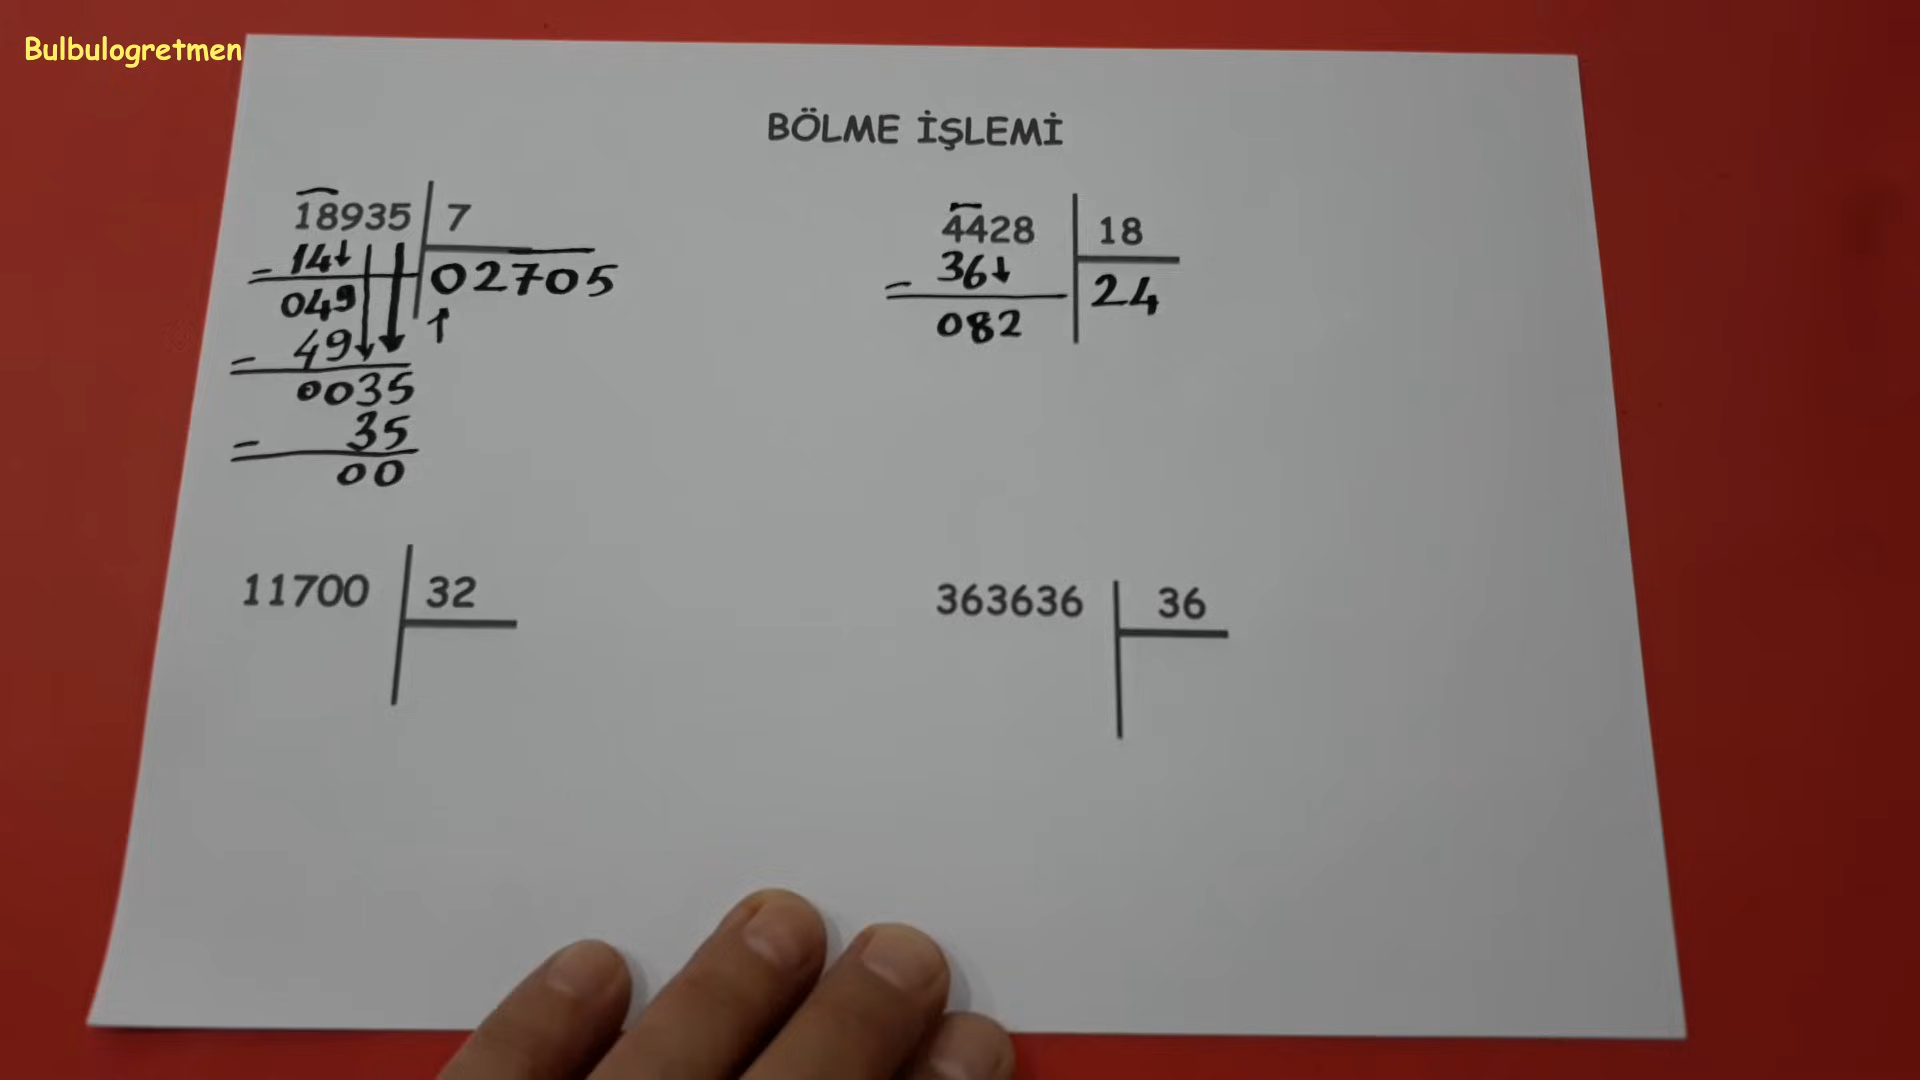 Bulbulogretmen
BÖLME İŞLEMİ
18935 7
- 14 02705
049
- 49
0035
- 35
00
4428 18
- 36 24
082
11700 32
363636 36